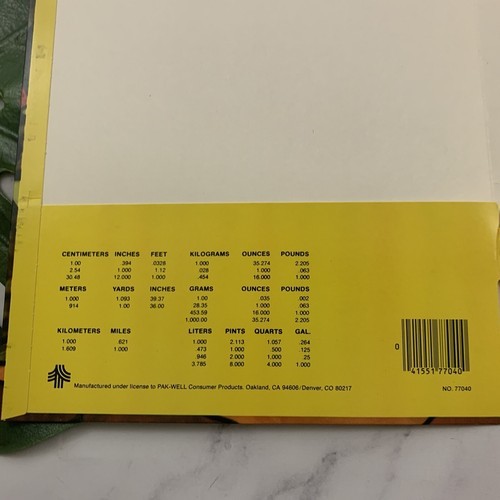 CENTIMETERS INCHES FEET KILOGRAMS OUNCES POUNDS
1.00 .394 .0328 1.000 35.274 2.205
2.54 1.000 1.12 .028 1.000 .063
30.48 12.000 1.000 .454 16.000 1.000
METERS YARDS INCHES GRAMS OUNCES POUNDS
1.000 1.093 39.37 1.00 .035 .002
.914 1.00 36.00 28.35 1.000 .063
453.59 16.000 1.000
1,000.00 35.274 2.205
KILOMETERS MILES LITERS PINTS QUARTS GAL.
1.000 .621 1.000 2.113 1.057 .264
1.609 1.000 .473 1.000 .500 .125
.946 2.000 1.000 .25
3.785 8.000 4.000 1.000
Manufactured under license to PAK-WELL Consumer Products. Oakland, CA 94606/Denver, CO 80217
0 41551 77040
NO. 77040